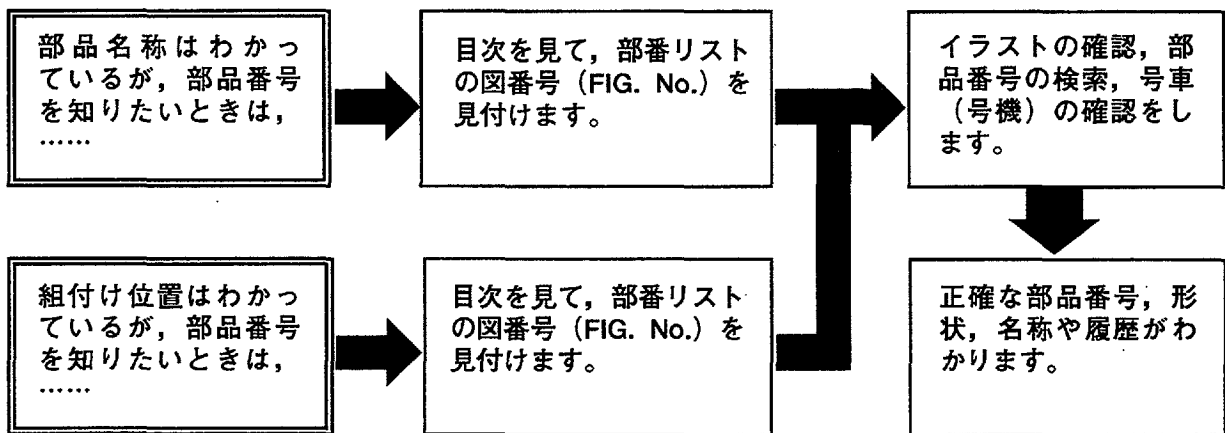 部品名称はわかっ
ているが，部品番号
を知りたいときは，
……
目次を見て，部番リスト
の図番号（FIG. No.）を
見付けます。
イラストの確認，部
品番号の検索，号車
（号機）の確認をし
ます。
組付け位置はわかっ
ているが，部品番号
を知りたいときは，
……
目次を見て，部番リスト
の図番号（FIG. No.）を
見付けます。
正確な部品番号，形
状，名称や履歴がわ
かります。